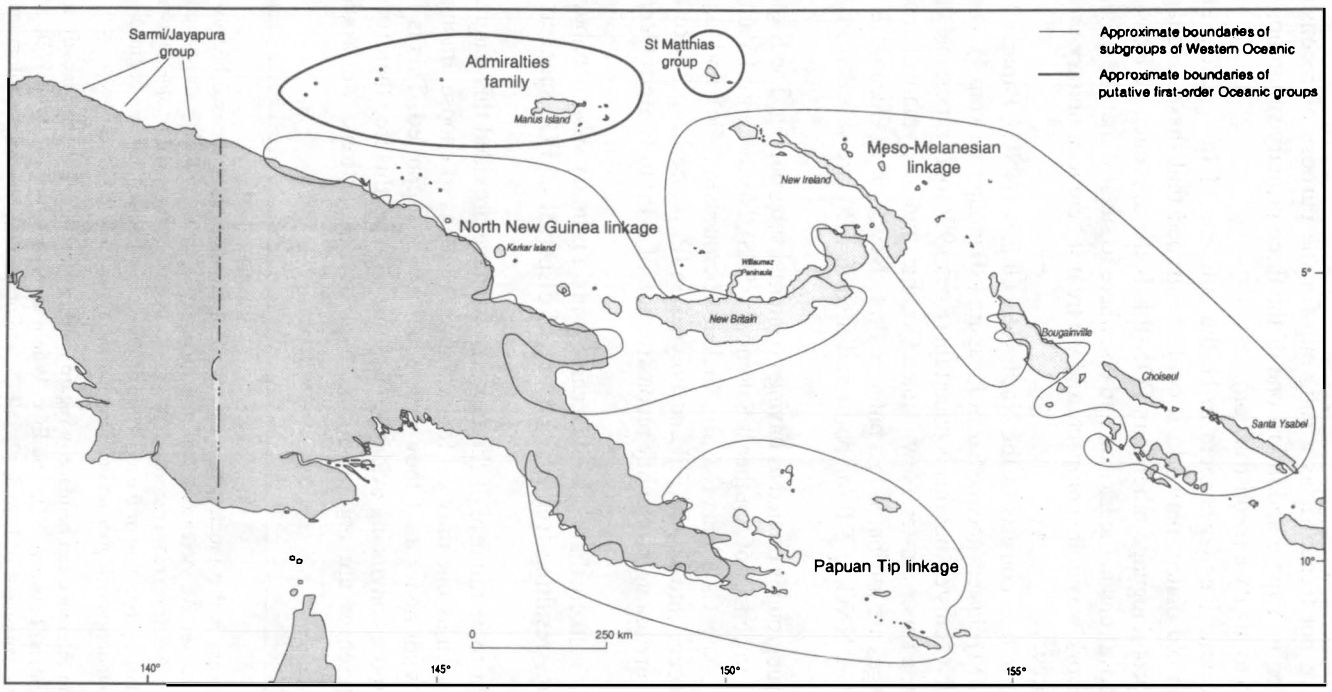 Sarmi/Jayapura
group
Admiralties
family
Manus Island
St Matthias
group
Approximate boundaries of
subgroups of Western Oceanic
Approximate boundaries of
putative first-order Oceanic groups
Meso-Melanesian
linkage
New Ireland
North New Guinea linkage
Karkar Island
Willaumez
Peninsula
New Britain
Bougainville
Choiseul
Santa Ysabel
Papuan Tip linkage
0 250 km
5°
10°
140° 145° 150° 155°